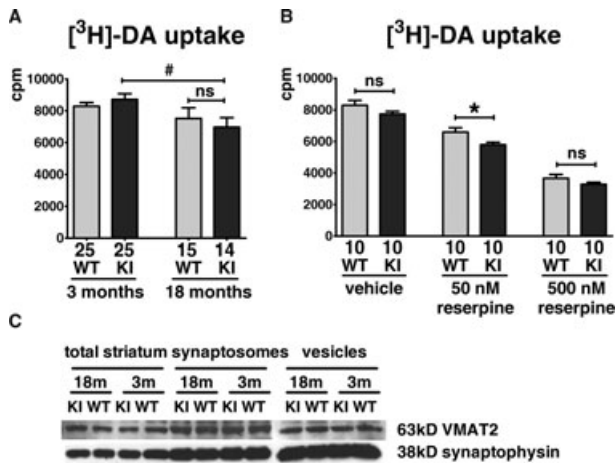 A
[³H]-DA uptake
cpm
10000
8000
6000
4000
2000
0
#
ns
25 25 15 14
WT KI WT KI
3 months 18 months
B
[³H]-DA uptake
cpm
10000
8000
6000
4000
2000
0
ns
*
ns
10 10 10 10 10 10
WT KI WT KI WT KI
vehicle 50 nM 500 nM
reserpine reserpine
C
total striatum synaptosomes vesicles
18m 3m 18m 3m 18m 3m
KI WT KI WT KI WT KI WT KI WT KI WT
63kD VMAT2
38kD synaptophysin